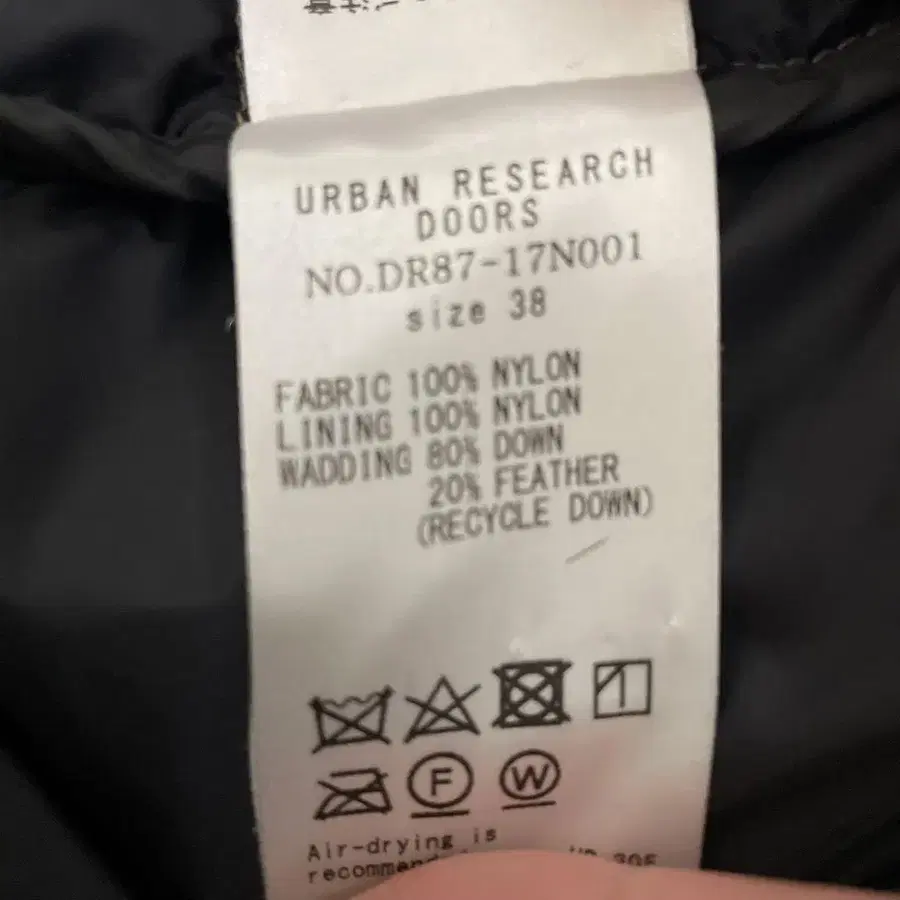 URBAN RESEARCH
DOORS
NO.DR87-17N001
size 38
FABRIC 100% NYLON
LINING 100% NYLON
WADDING 80% DOWN
20% FEATHER
(RECYCLE DOWN)
F W
Air-drying is